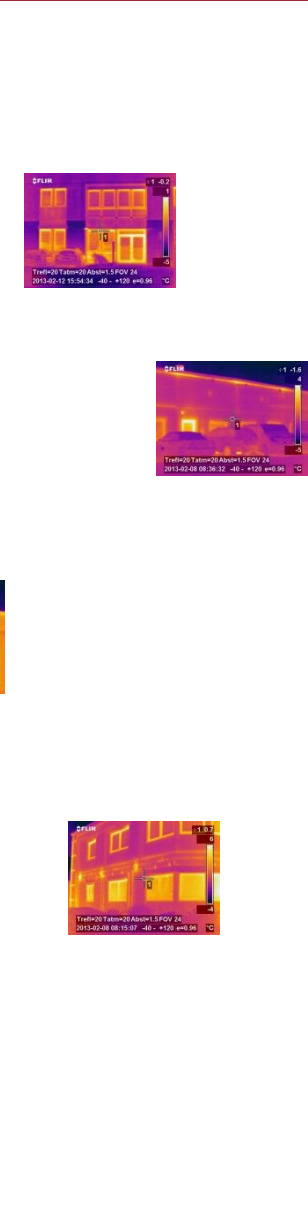 FLIR
÷1 -0.2
1
1
-5
Trefl=20 Tatm=20 Abst=1.5 FOV 24
2013-02-12 15:54:34 -40 - +120 e=0.96 °C
FLIR
÷1 -1.6
4
1
-5
Trefl=20 Tatm=20 Abst=1.5 FOV 24
2013-02-08 08:36:32 -40 - +120 e=0.96 °C
FLIR
÷1 0.7
6
1
-4
Trefl=20 Tatm=20 Abst=1.5 FOV 24
2013-02-08 08:15:07 -40 - +120 e=0.96 °C